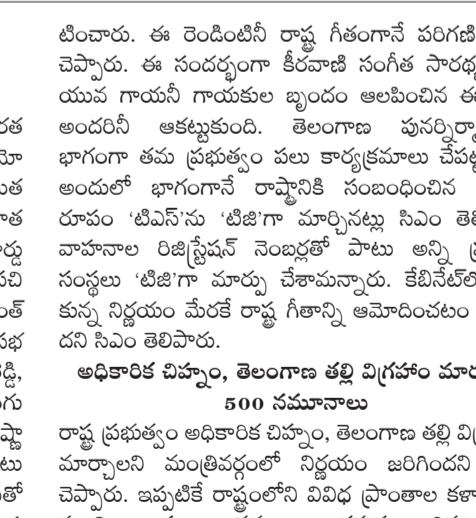 టించారు. ఈ రెండింటినీ రాష్ట్ర గీతంగానే పరిగణి
చెప్పారు. ఈ సందర్భంగా కీరవాణి సంగీత సారథ్య
యువ గాయనీ గాయకుల బృందం ఆలపించిన ఈ
అందరినీ ఆకట్టుకుంది. తెలంగాణ పునర్నిర్మా
భాగంగా తమ ప్రభుత్వం పలు కార్యక్రమాలు చేపట్ట
అందులో భాగంగానే రాష్ట్రానికి సంబంధించిన
రూపం ‘టిఎస్’ను ‘టిజి’గా మార్చినట్లు సిఎం తెలి
వాహనాల రిజిస్ట్రేషన్ నెంబర్లతో పాటు అన్ని ప్ర
సంస్థలు ‘టిజి’గా మార్పు చేశామన్నారు. కేబినేట్‌లో
కున్న నిర్ణయం మేరకే రాష్ట్ర గీతాన్ని ఆమోదించటం
దని సిఎం తెలిపారు.
అధికారిక చిహ్నం, తెలంగాణ తల్లి విగ్రహాం మార
500 నమూనాలు
రాష్ట్ర ప్రభుత్వం అధికారిక చిహ్నం, తెలంగాణ తల్లి విగ్ర
మార్చాలని మంత్రివర్గంలో నిర్ణయం జరిగిందని
చెప్పారు. ఇప్పటికే రాష్ట్రంలోని వివిధ ప్రాంతాల కళా